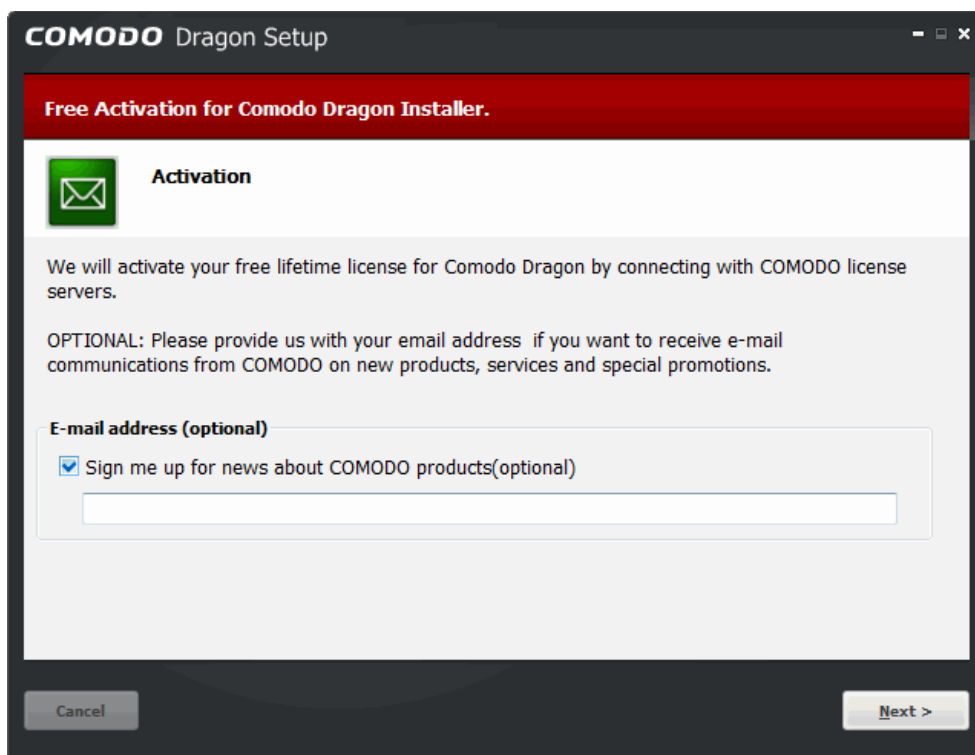 COMODO Dragon Setup
Free Activation for Comodo Dragon Installer.
Activation
We will activate your free lifetime license for Comodo Dragon by connecting with COMODO license
servers.
OPTIONAL: Please provide us with your email address  if you want to receive e-mail
communications from COMODO on new products, services and special promotions.
E-mail address (optional)
Sign me up for news about COMODO products(optional)
Cancel
Next >